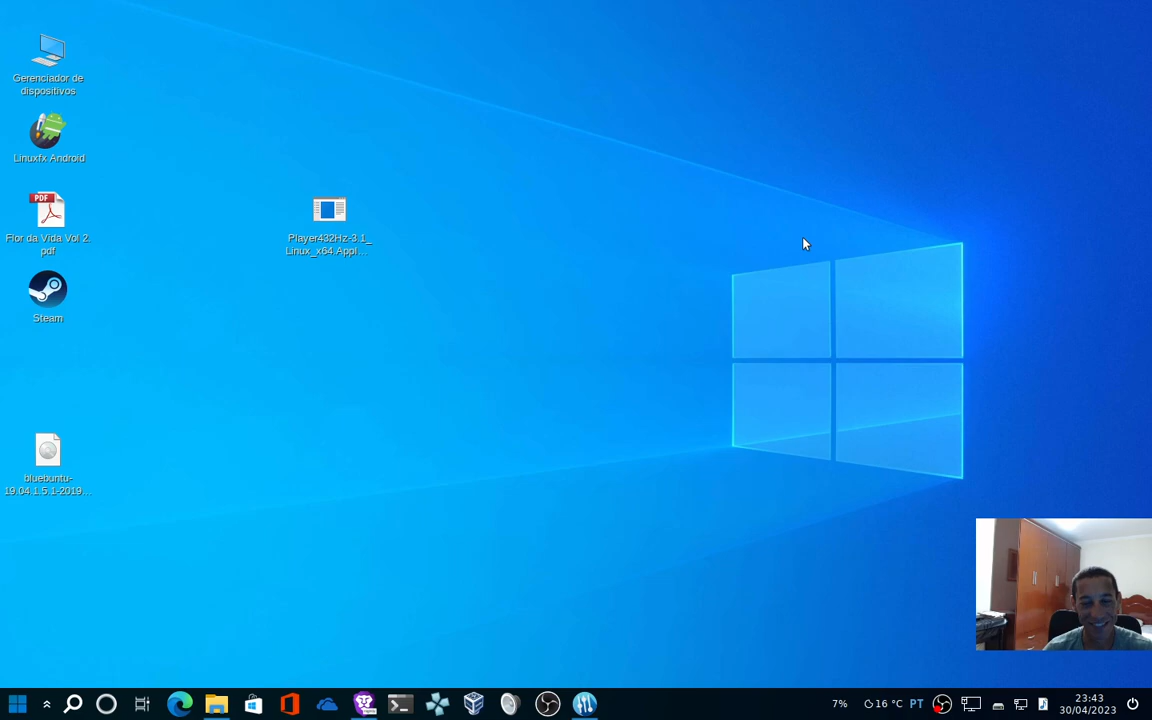 Gerenciador de
dispositivos
Linuxfx Android
PDF
Flor da Vida Vol 2.
pdf
Steam
bluebuntu-
19.04.1.5.1-2019...
Player432Hz-3.1_
Linux_x64.Appl...
7% 16 °C PT
23:43
30/04/2023